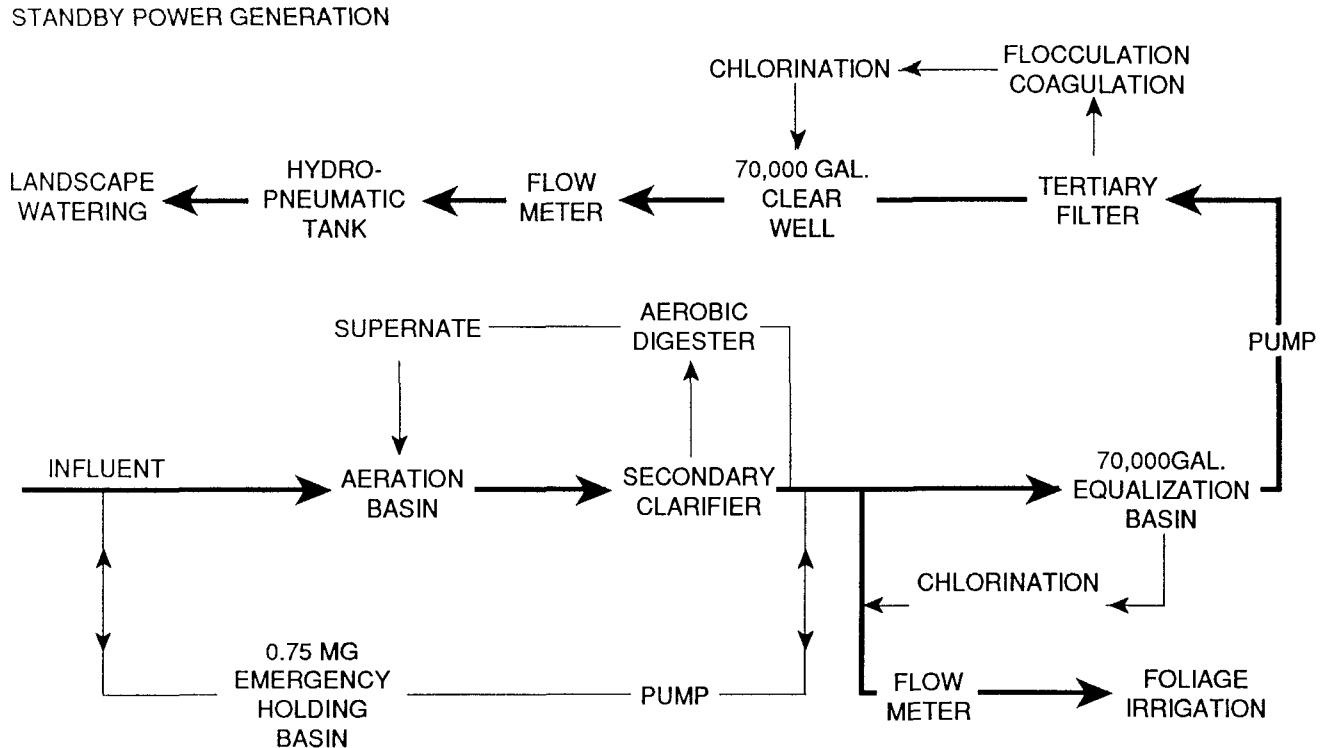 STANDBY POWER GENERATION
CHLORINATION
FLOCCULATION
COAGULATION
LANDSCAPE
WATERING
HYDRO-
PNEUMATIC
TANK
FLOW
METER
70,000 GAL.
CLEAR
WELL
TERTIARY
FILTER
SUPERNATE
AEROBIC
DIGESTER
PUMP
INFLUENT
AERATION
BASIN
SECONDARY
CLARIFIER
70,000GAL.
EQUALIZATION
BASIN
CHLORINATION
0.75 MG
EMERGENCY
HOLDING
BASIN
PUMP
FLOW
METER
FOLIAGE
IRRIGATION